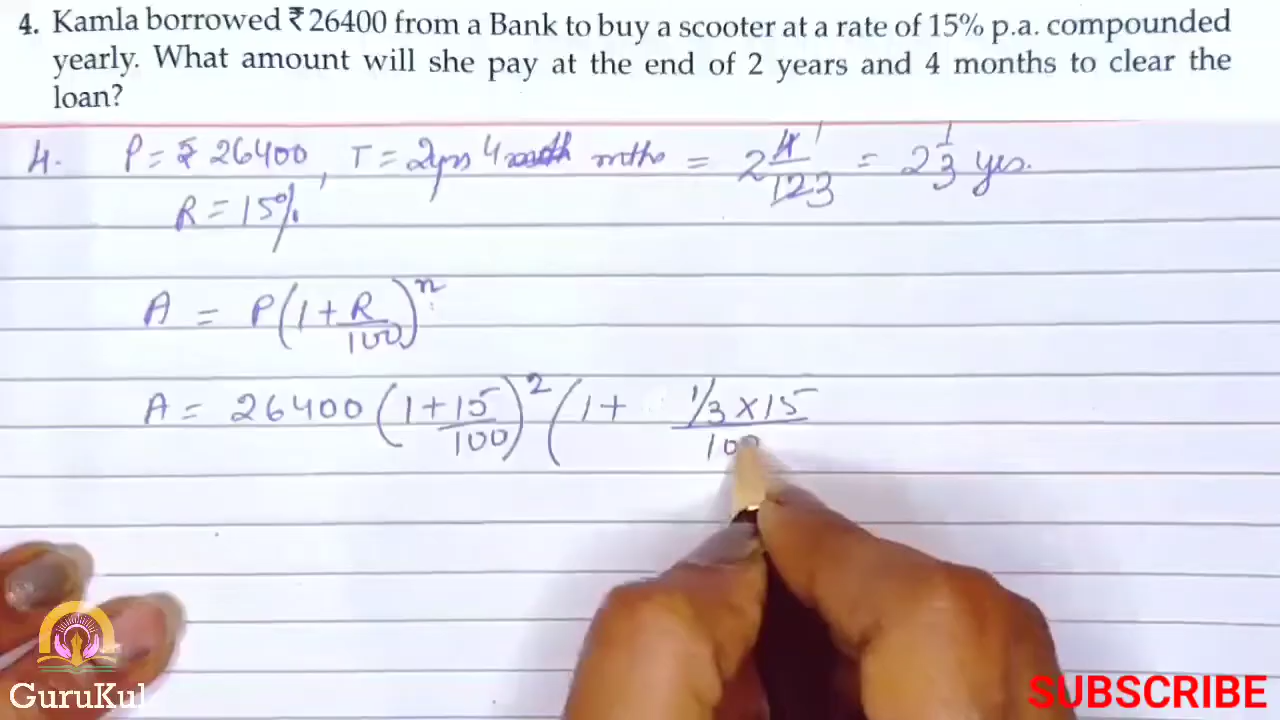 4. Kamla borrowed ₹26400 from a Bank to buy a scooter at a rate of 15% p.a. compounded
yearly. What amount will she pay at the end of 2 years and 4 months to clear the
loan?
4. P = ₹ 26400, T = 2yrs 4 mnths = 2 4/12 1 3 = 2 1/3 yrs.
R = 15%
A = P(1 + R/100)^n
A = 26400 (1 + 15/100)^2 (1 + 1/3 × 15/100
GuruKul
SUBSCRIBE